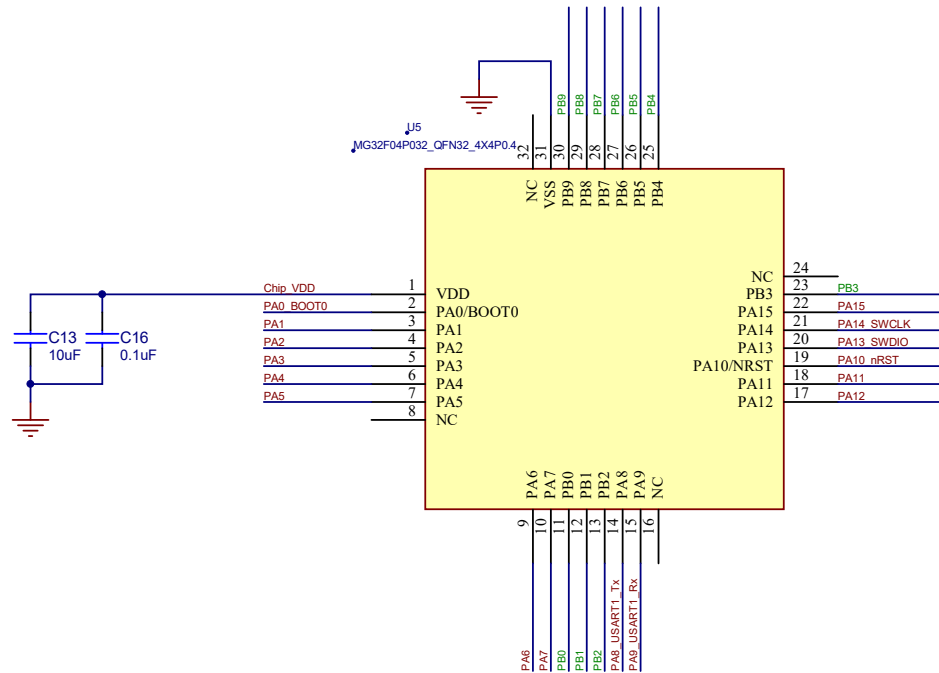 PB9
PB8
PB7
PB6
PB5
PB4
U5
MG32F04P032_QFN32_4X4P0.4
32
31
30
29
28
27
26
25
NC
VSS
PB9
PB8
PB7
PB6
PB5
PB4
Chip_VDD 1 VDD
PA0_BOOT0 2 PA0/BOOT0
PA1 3 PA1
PA2 4 PA2
PA3 5 PA3
PA4 6 PA4
PA5 7 PA5
8 NC
C13
10uF
C16
0.1uF
NC 24
PB3 23 PB3
PA15 22 PA15
PA14 21 PA14_SWCLK
PA13 20 PA13_SWDIO
PA10/NRST 19 PA10_nRST
PA11 18 PA11
PA12 17 PA12
PA6
PA7
PB0
PB1
PB2
PA8
PA9
NC
9
10
11
12
13
14
15
16
PA6
PA7
PB0
PB1
PB2
PA8_USART1_Tx
PA9_USART1_Rx